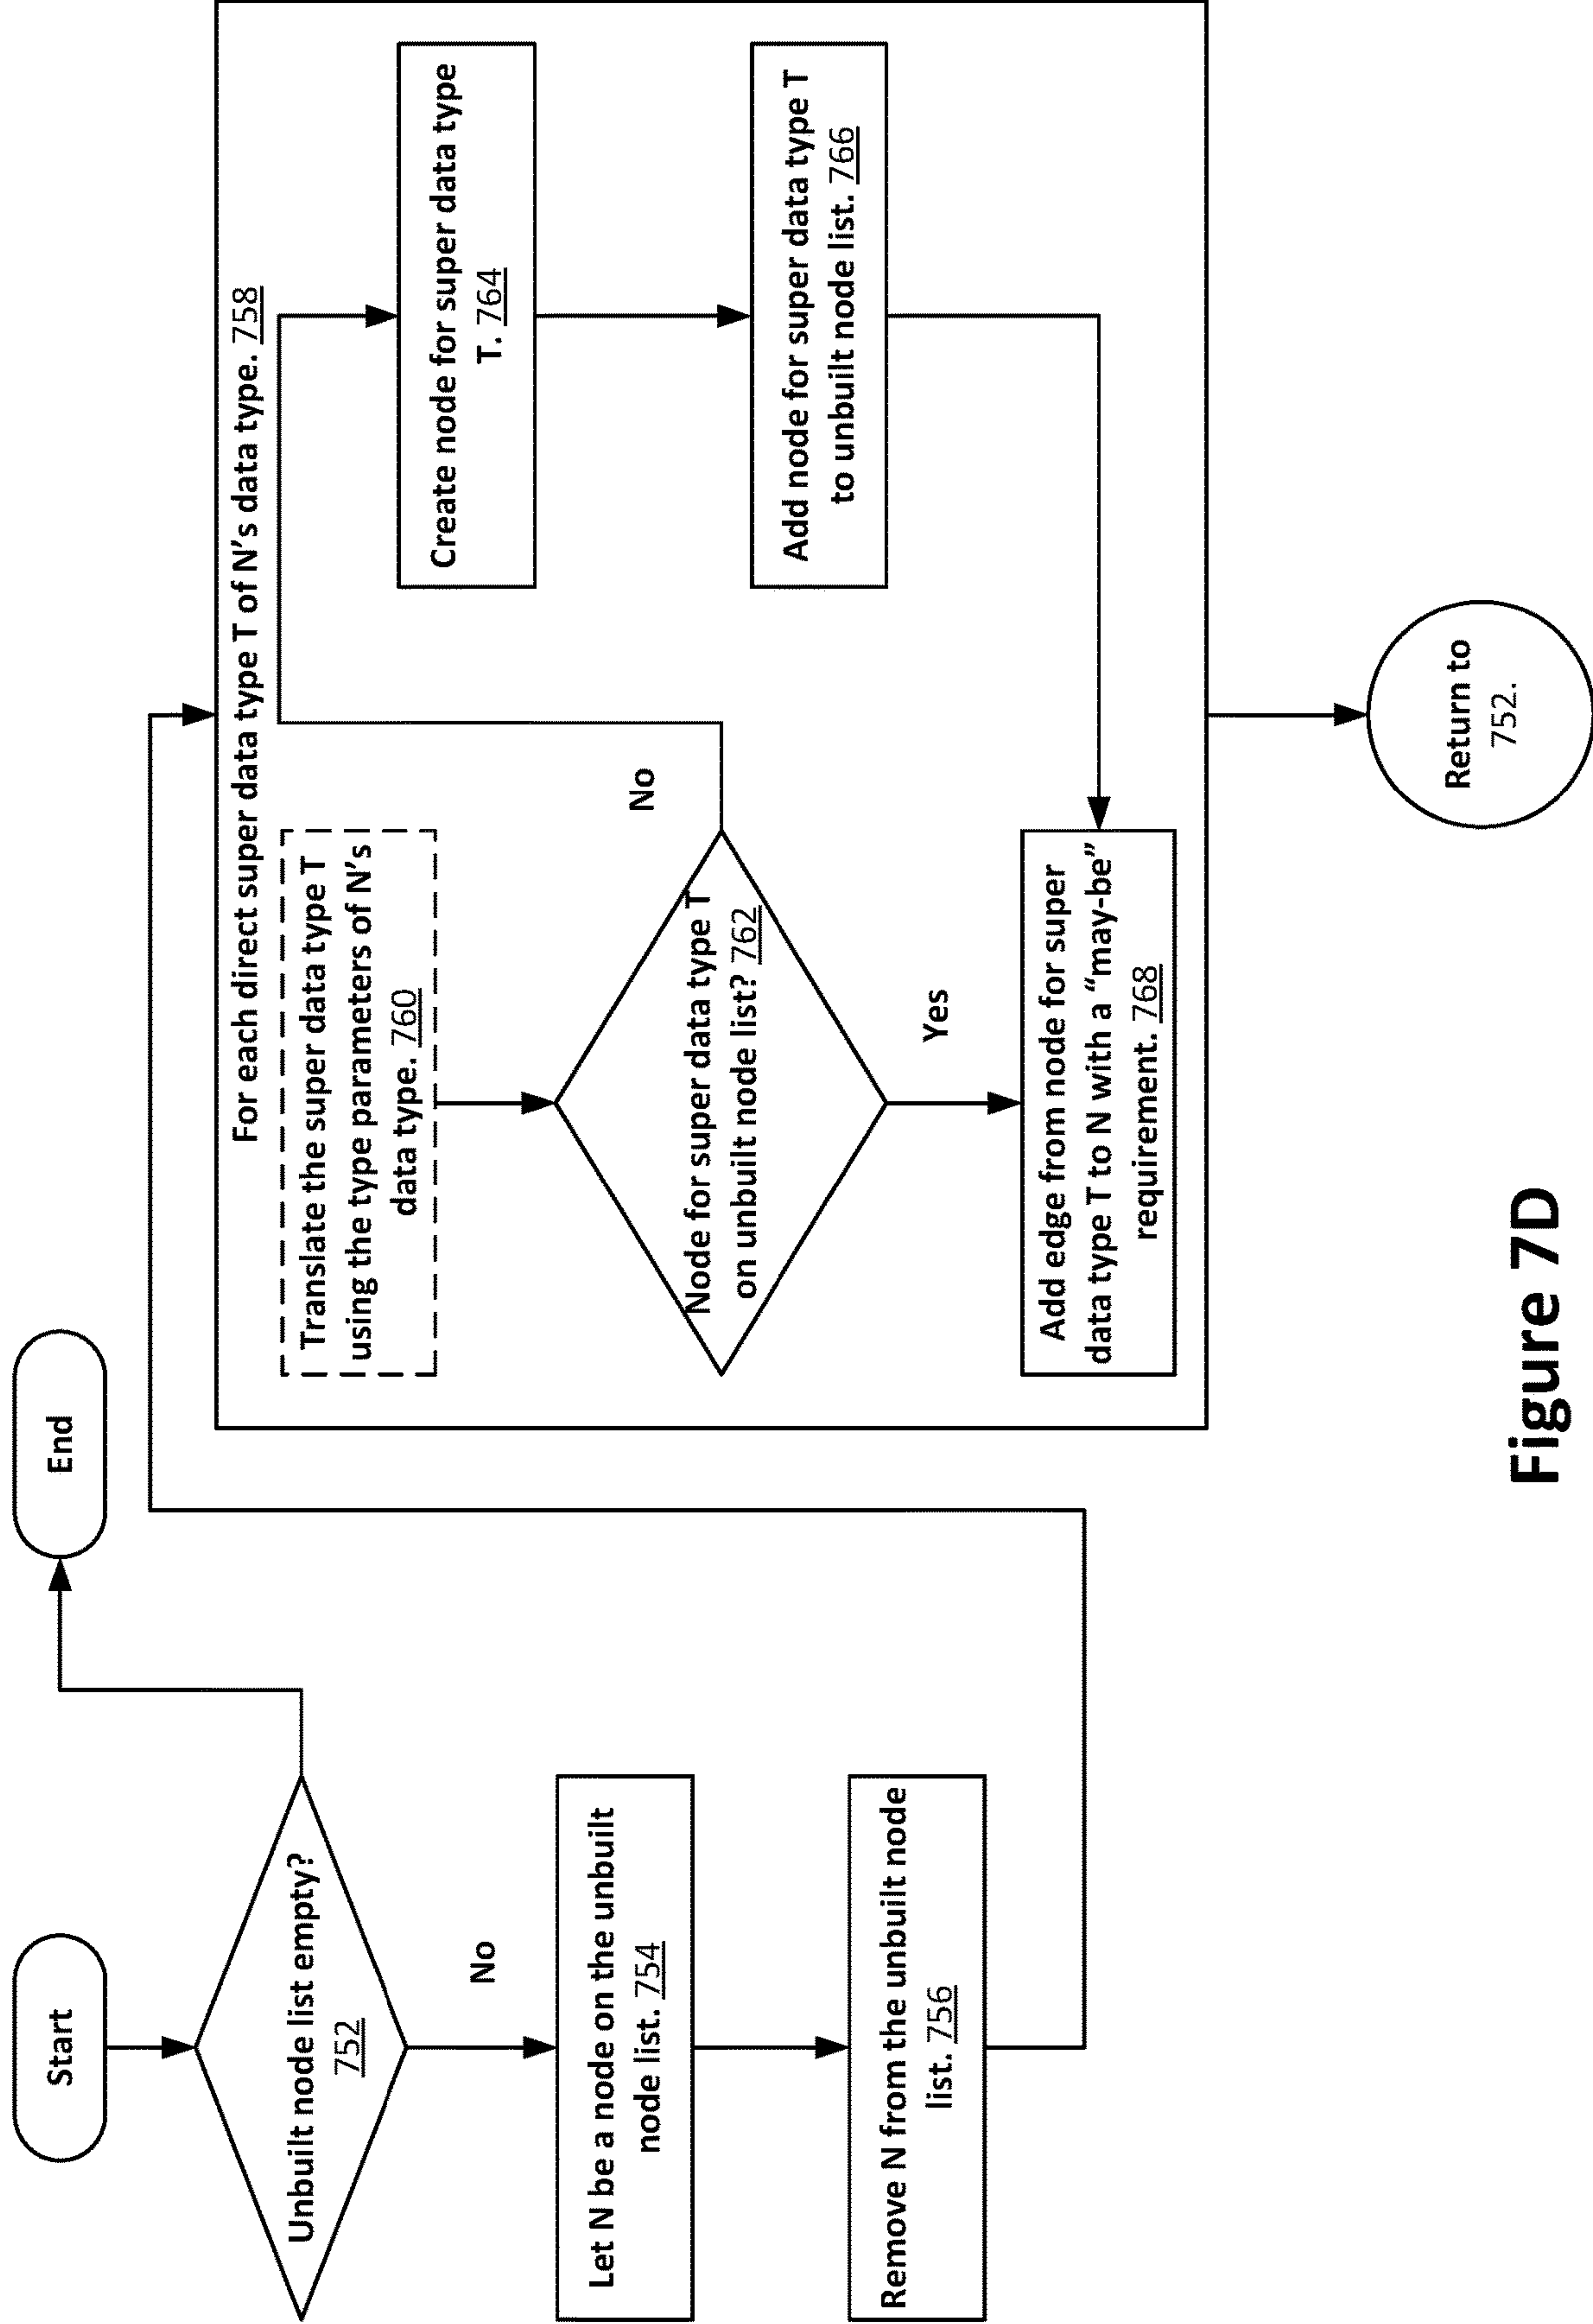 Start
End
Unbuilt node list empty?
752
No
Let N be a node on the unbuilt
node list. 754
Remove N from the unbuilt node
list. 756
For each direct super data type T of N's data type. 758
Translate the super data type T
using the type parameters of N's
data type. 760
Node for super data type T
on unbuilt node list? 762
No
Yes
Create node for super data type
T. 764
Add node for super data type T
to unbuilt node list. 766
Add edge from node for super
data type T to N with a “may-be”
requirement. 768
Return to
752.
Figure 7D